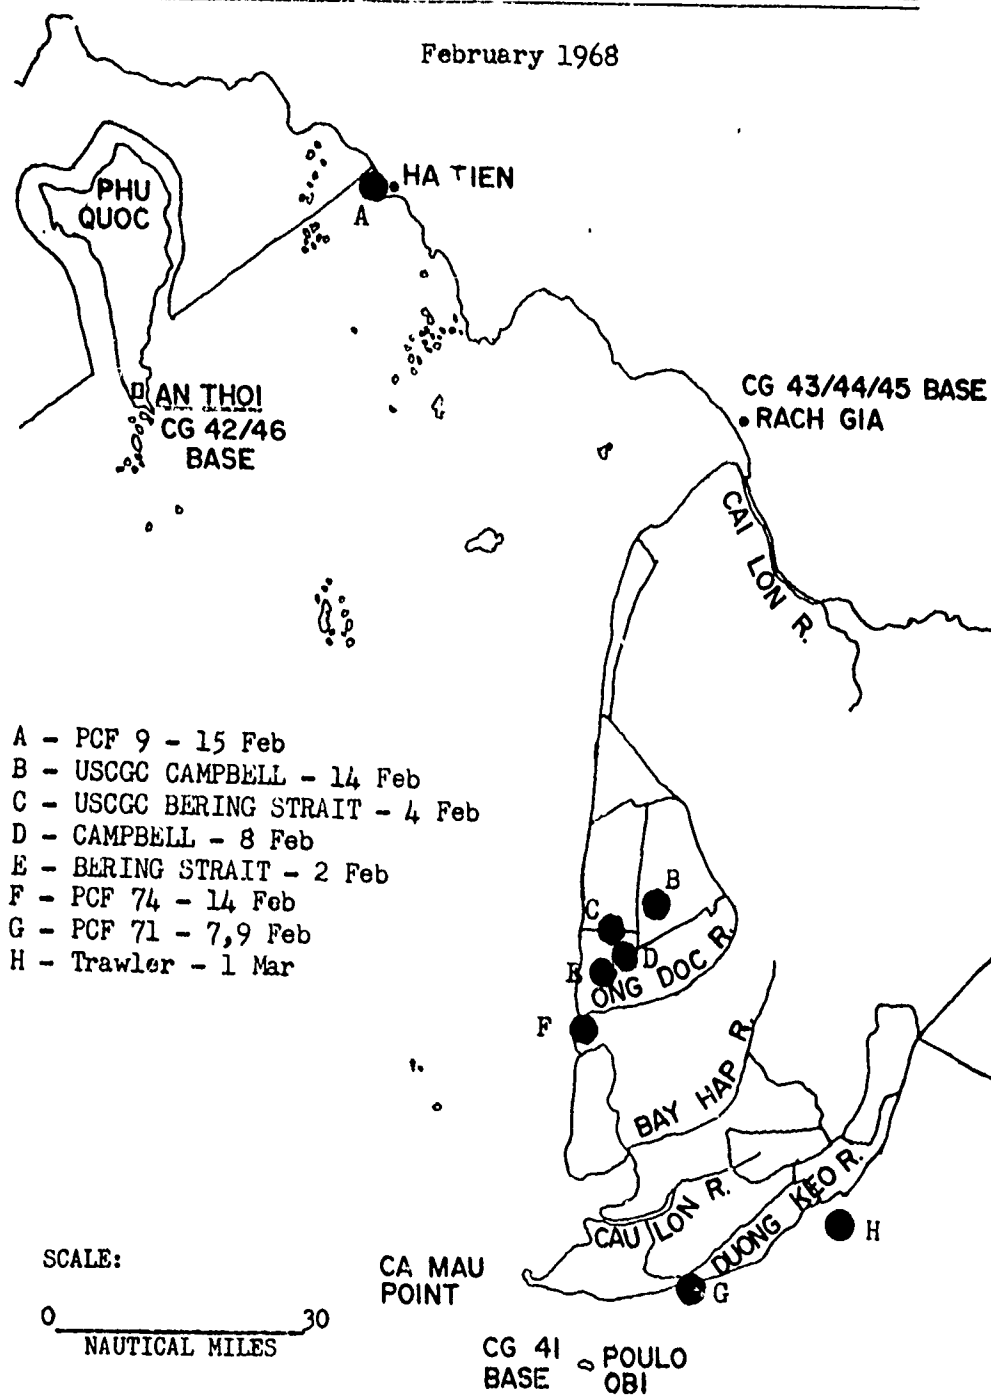 February 1968
HA TIEN
A
PHU
QUOC
AN THOI
CG 42/46
BASE
CG 43/44/45 BASE
RACH GIA
CAI LON R.
A - PCF 9 - 15 Feb
B - USCGC CAMPBELL - 14 Feb
C - USCGC BERING STRAIT - 4 Feb
D - CAMPBELL - 8 Feb
E - BERING STRAIT - 2 Feb
F - PCF 74 - 14 Feb
G - PCF 71 - 7,9 Feb
H - Trawler - 1 Mar
B
C
D
E
ONG DOC R.
F
BAY HAP R.
CAU LON R.
DUONG KEO R.
H
G
SCALE:
0 30
NAUTICAL MILES
CA MAU
POINT
CG 41
BASE
POULO
OBI